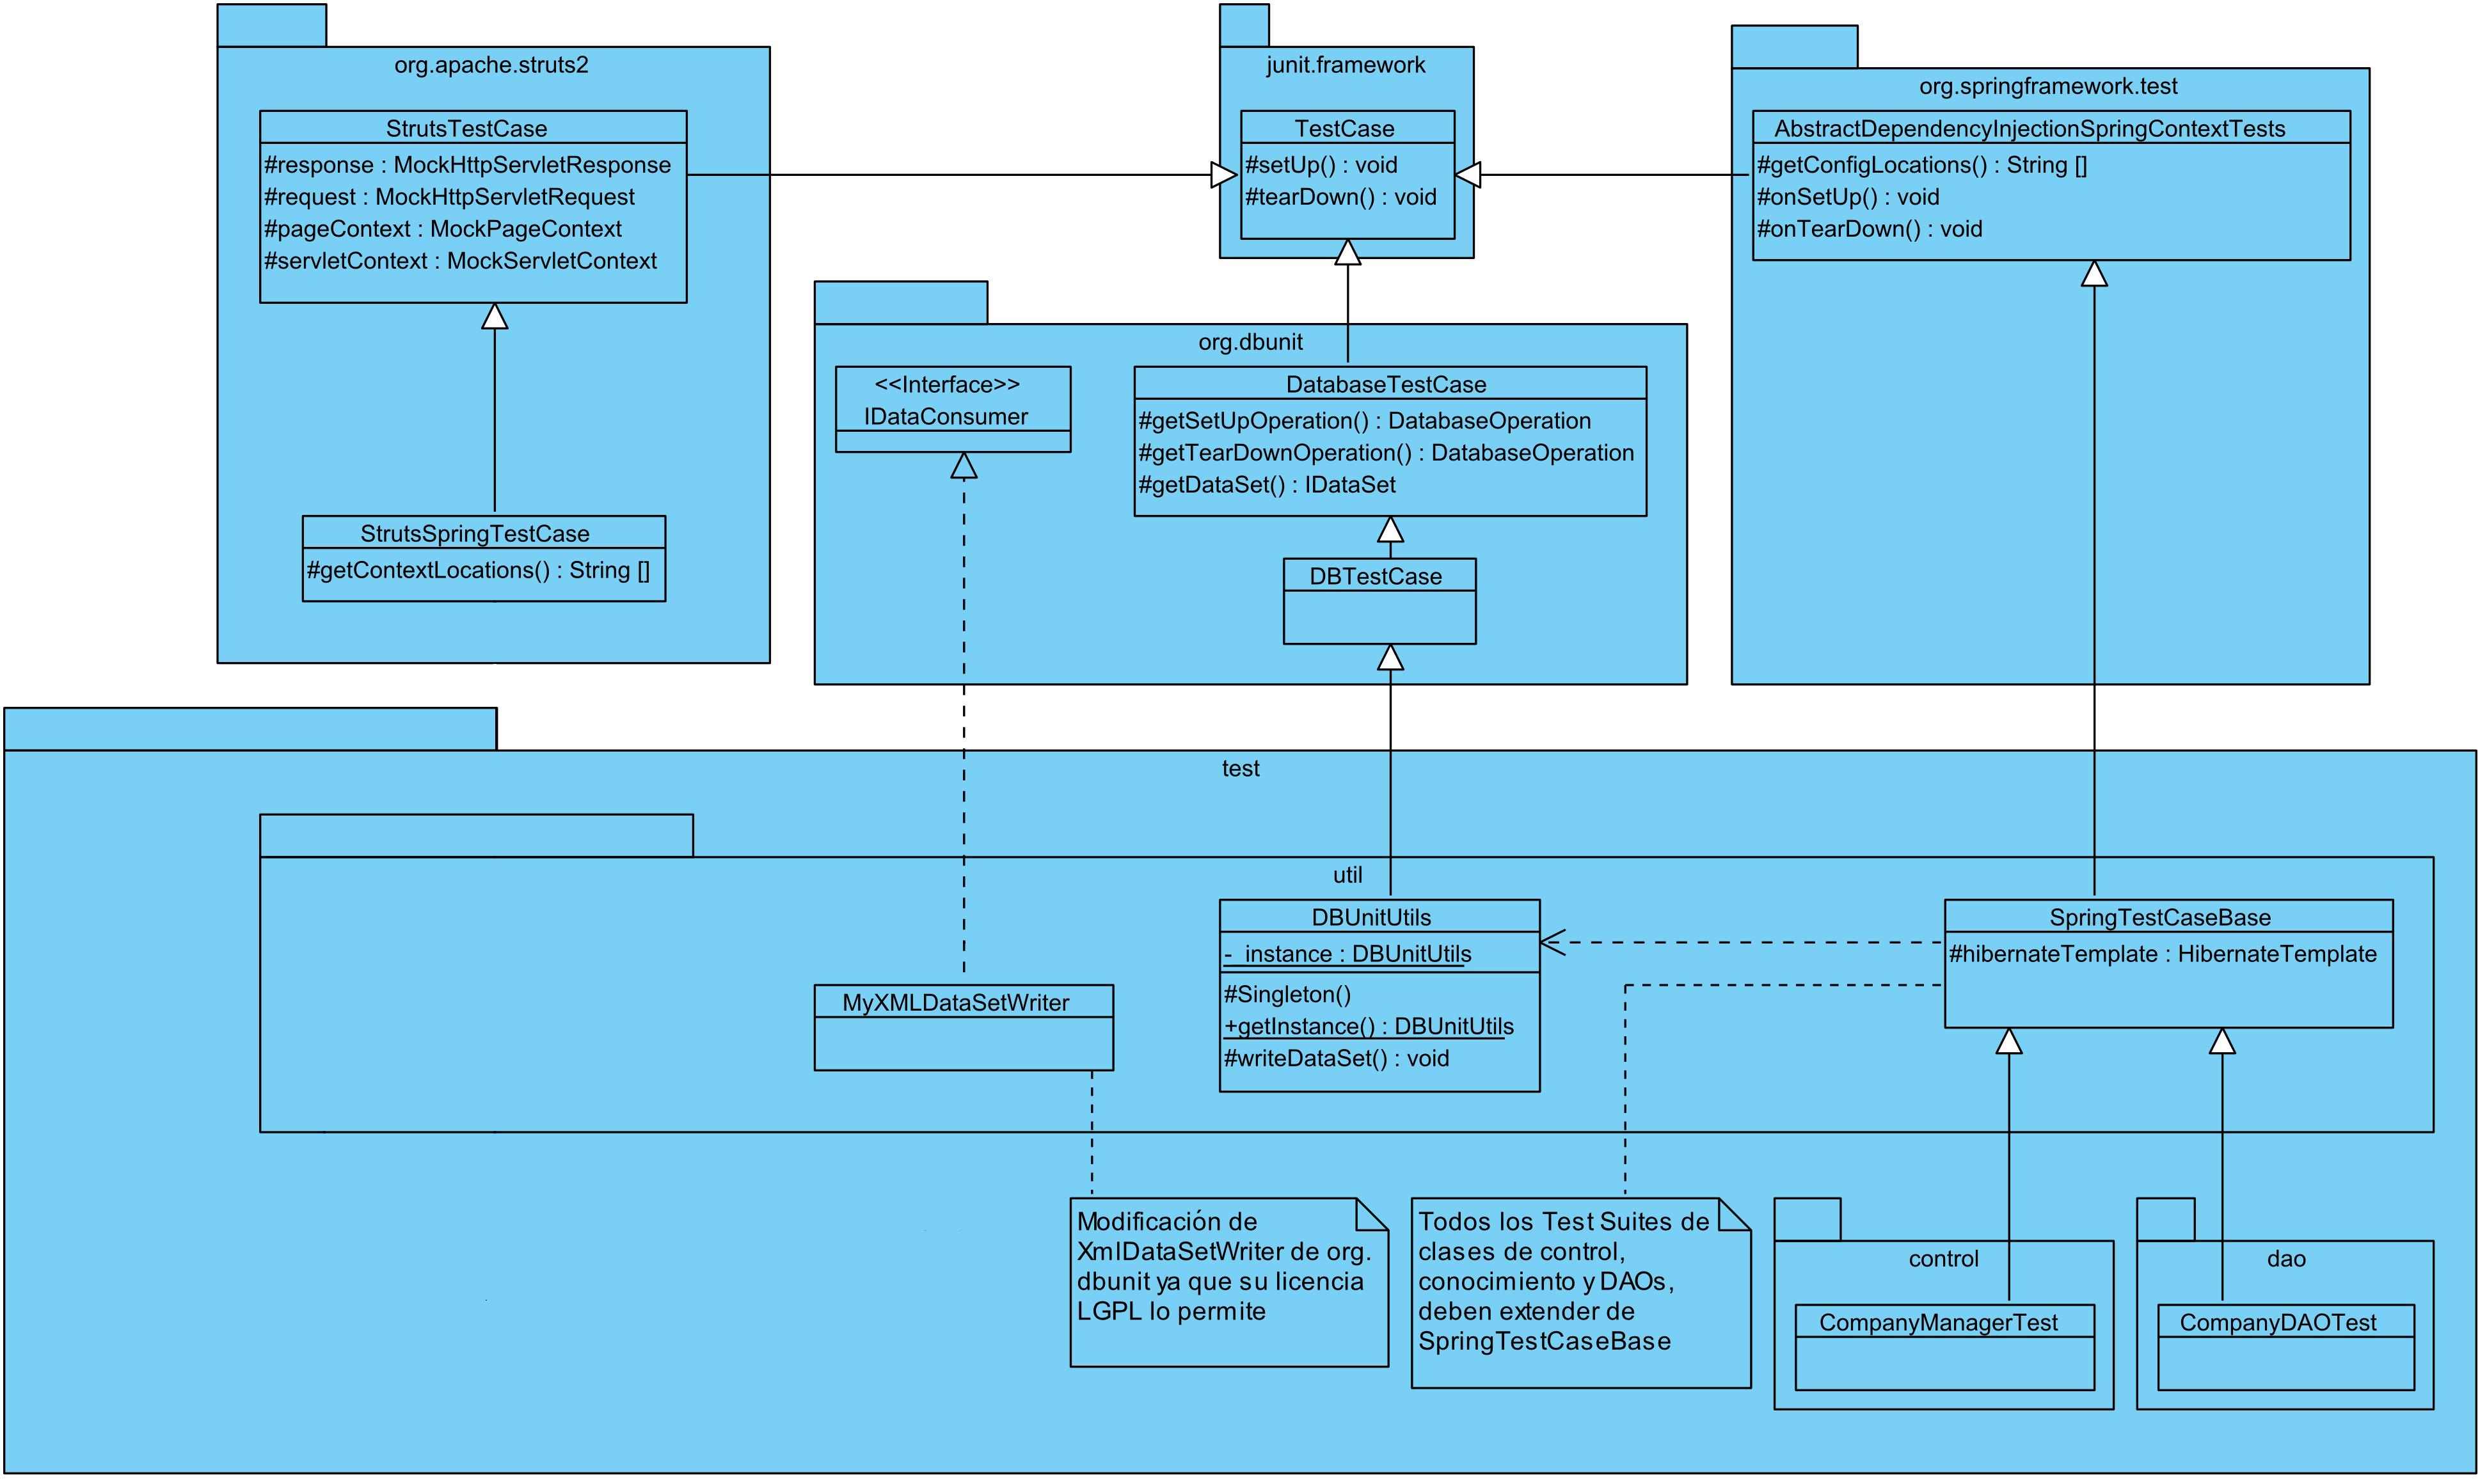 org.apache.struts2
StrutsTestCase
#response : MockHttpServletResponse
#request : MockHttpServletRequest
#pageContext : MockPageContext
#servletContext : MockServletContext
StrutsSpringTestCase
#getContextLocations() : String []
junit.framework
TestCase
#setUp() : void
#tearDown() : void
org.springframework.test
AbstractDependencyInjectionSpringContextTests
#getConfigLocations() : String []
#onSetUp() : void
#onTearDown() : void
org.dbunit
<<Interface>>
IDataConsumer
DatabaseTestCase
#getSetUpOperation() : DatabaseOperation
#getTearDownOperation() : DatabaseOperation
#getDataSet() : IDataSet
DBTestCase
test
util
MyXMLDataSetWriter
DBUnitUtils
- instance : DBUnitUtils
#Singleton()
+getInstance() : DBUnitUtils
#writeDataSet() : void
SpringTestCaseBase
#hibernateTemplate : HibernateTemplate
Modificación de
XmlDataSetWriter de org.
dbunit ya que su licencia
LGPL lo permite
Todos los Test Suites de
clases de control,
conocimiento y DAOs,
deben extender de
SpringTestCaseBase
control
CompanyManagerTest
dao
CompanyDAOTest